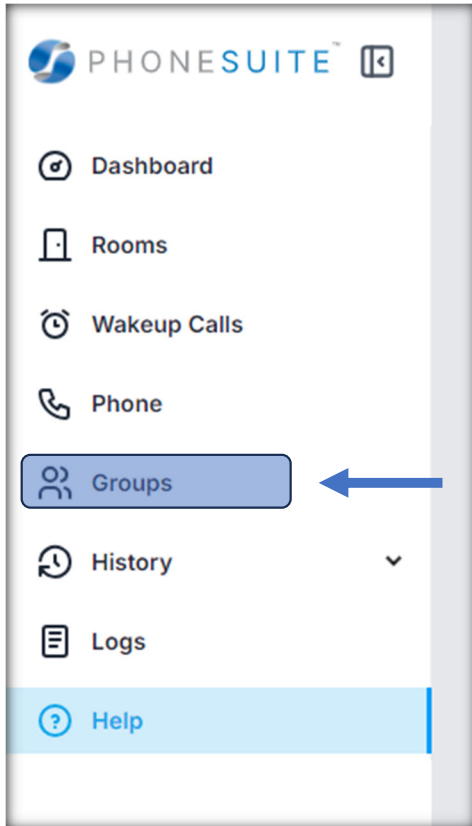 PHONESUITE™
Dashboard
Rooms
Wakeup Calls
Phone
Groups
History
Logs
Help